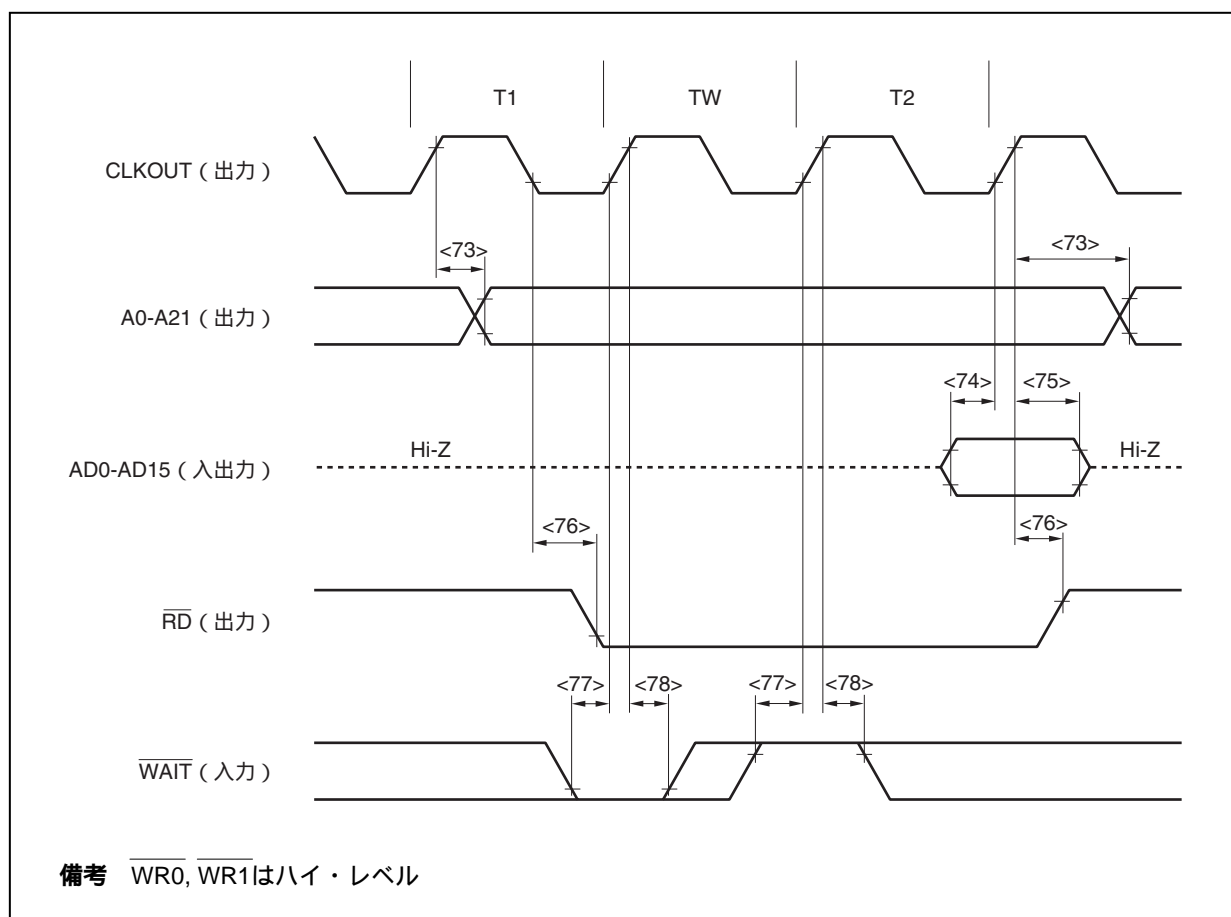 T1 TW T2
CLKOUT（出力）
<73> <73>
A0-A21（出力）
<74> <75>
Hi-Z Hi-Z
AD0-AD15（入出力）
<76> <76>
RD（出力）
<77> <78> <77> <78>
WAIT（入力）
備考 WR0, WR1はハイ・レベル